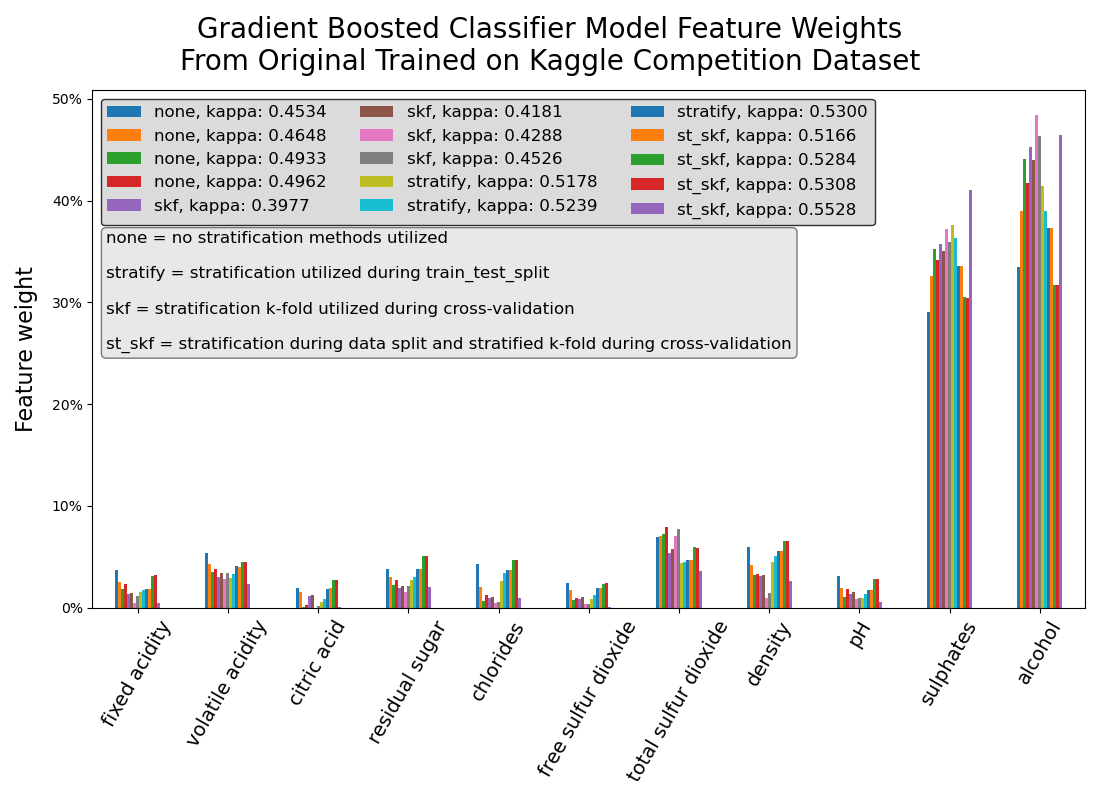 Gradient Boosted Classifier Model Feature Weights
From Original Trained on Kaggle Competition Dataset
50%
40%
30%
20%
10%
0%
Feature weight
none, kappa: 0.4534
none, kappa: 0.4648
none, kappa: 0.4933
none, kappa: 0.4962
skf, kappa: 0.3977
skf, kappa: 0.4181
skf, kappa: 0.4288
skf, kappa: 0.4526
stratify, kappa: 0.5178
stratify, kappa: 0.5239
stratify, kappa: 0.5300
st_skf, kappa: 0.5166
st_skf, kappa: 0.5284
st_skf, kappa: 0.5308
st_skf, kappa: 0.5528
none = no stratification methods utilized
stratify = stratification utilized during train_test_split
skf = stratification k-fold utilized during cross-validation
st_skf = stratification during data split and stratified k-fold during cross-validation
fixed acidity
volatile acidity
citric acid
residual sugar
chlorides
free sulfur dioxide
total sulfur dioxide
density
pH
sulphates
alcohol